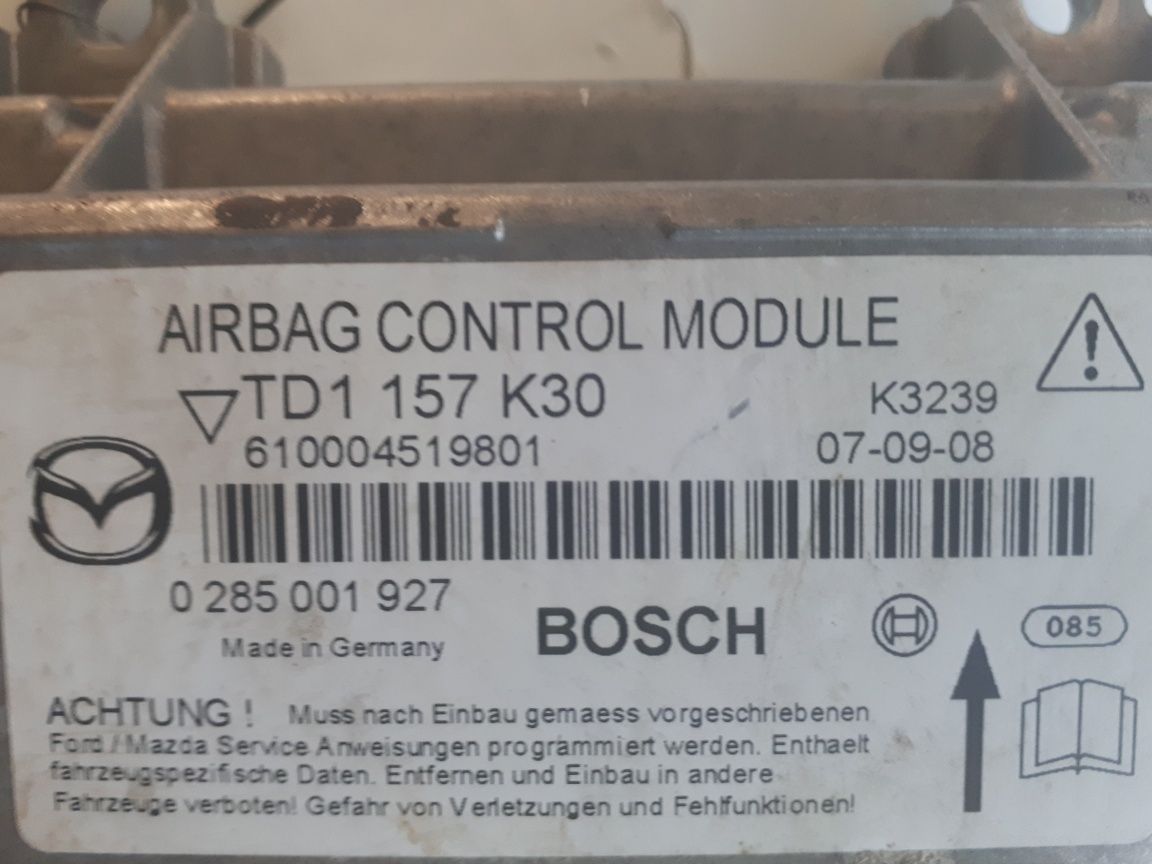 AIRBAG CONTROL MODULE
TD1 157 K30
K3239
610004519801
07-09-08
0 285 001 927
Made in Germany
BOSCH
085
ACHTUNG ! Muss nach Einbau gemaess vorgeschriebenen
Ford / Mazda Service Anweisungen programmiert werden. Enthaelt
fahrzeugspezifische Daten. Entfernen und Einbau in andere
Fahrzeuge verboten! Gefahr von Verletzungen und Fehlfunktionen!